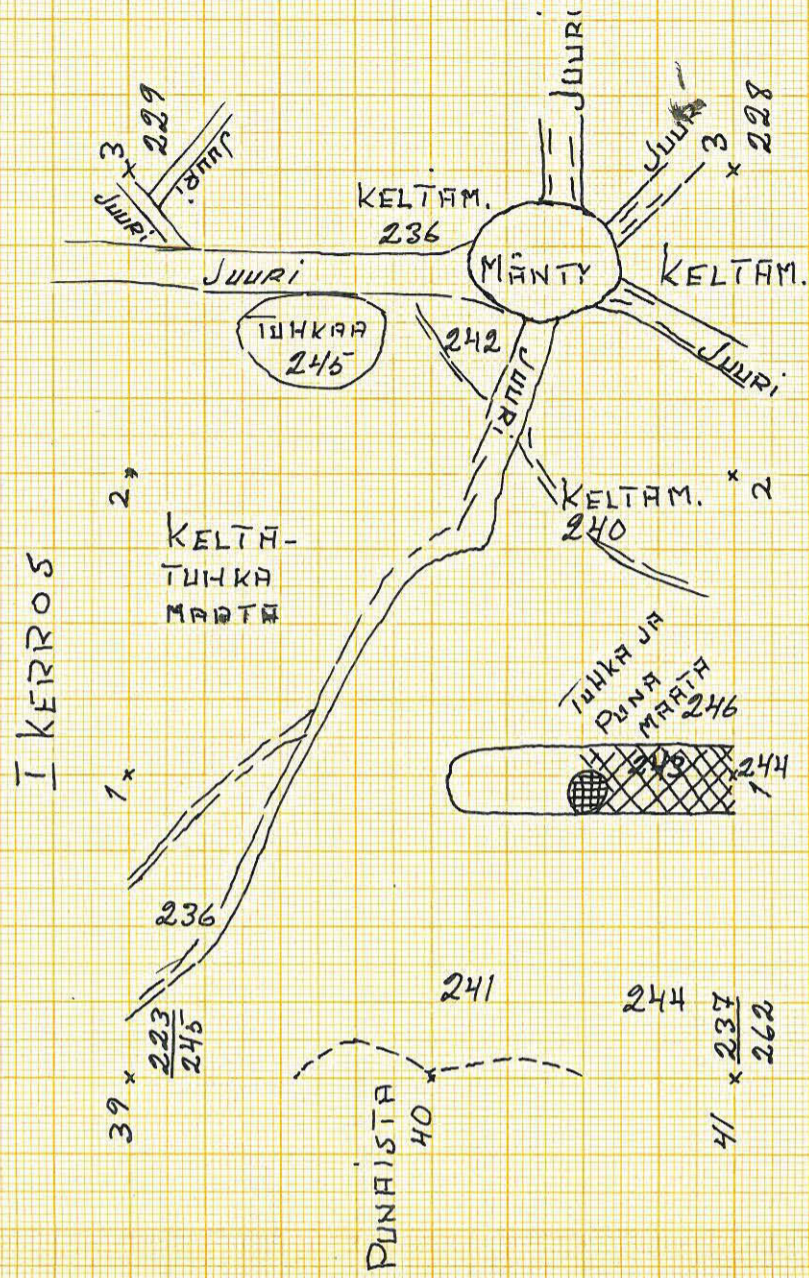 I KERROS
3
229
JUURI
JUURI
JUURI
KELTAM.
236
JUURI
MÄNTY
JUURI
3
228
KELTAM.
JUURI
JUURI
TUHKAA
245
242
JUURI
2
KELTA-
TUHKA
MAATA
KELTAM.
240
2
TUHKA JA
PUNA
MAATA
246
243
244
1
1
236
241
244
39
223
245
PUNAISTA
40
41
237
262